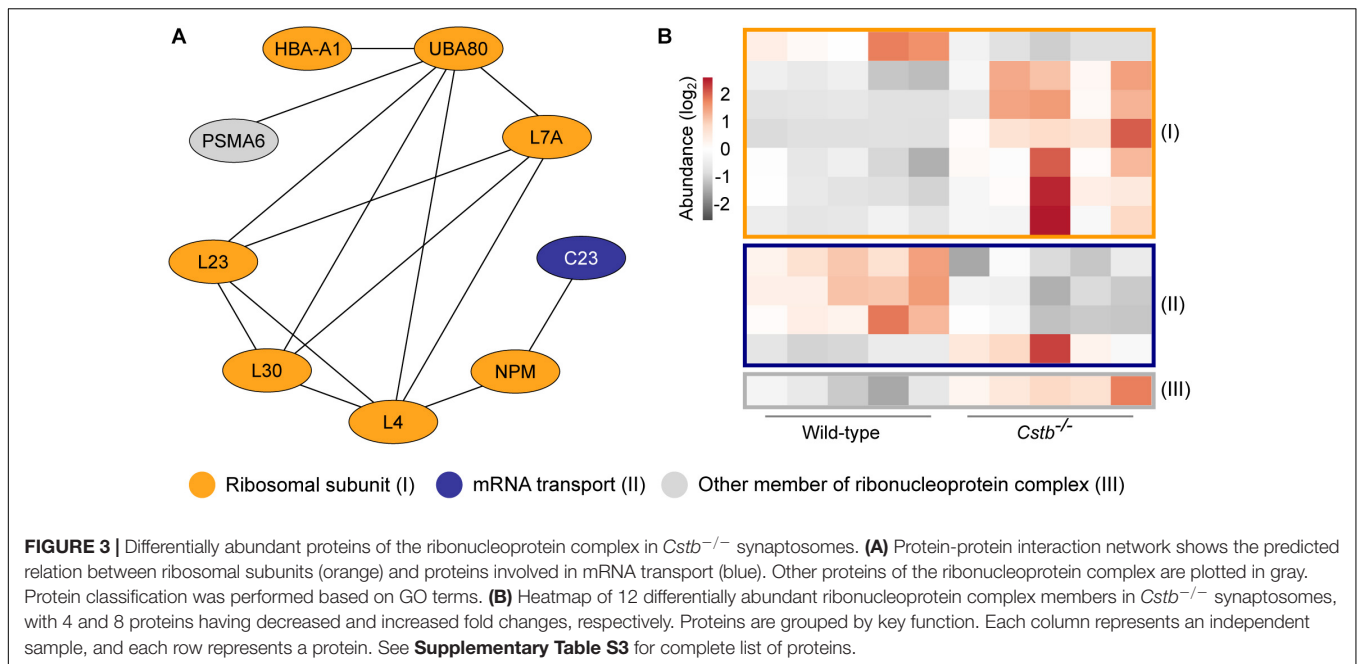 A
HBA-A1
UBA80
PSMA6
L7A
L23
C23
L30
NPM
L4
B
Abundance (log₂)
2
1
0
-1
-2
(I)
(II)
(III)
Wild-type
Cstb-/-
Ribosomal subunit (I)
mRNA transport (II)
Other member of ribonucleoprotein complex (III)
FIGURE 3 | Differentially abundant proteins of the ribonucleoprotein complex in Cstb−/− synaptosomes. (A) Protein-protein interaction network shows the predicted
relation between ribosomal subunits (orange) and proteins involved in mRNA transport (blue). Other proteins of the ribonucleoprotein complex are plotted in gray.
Protein classification was performed based on GO terms. (B) Heatmap of 12 differentially abundant ribonucleoprotein complex members in Cstb−/− synaptosomes,
with 4 and 8 proteins having decreased and increased fold changes, respectively. Proteins are grouped by key function. Each column represents an independent
sample, and each row represents a protein. See Supplementary Table S3 for complete list of proteins.